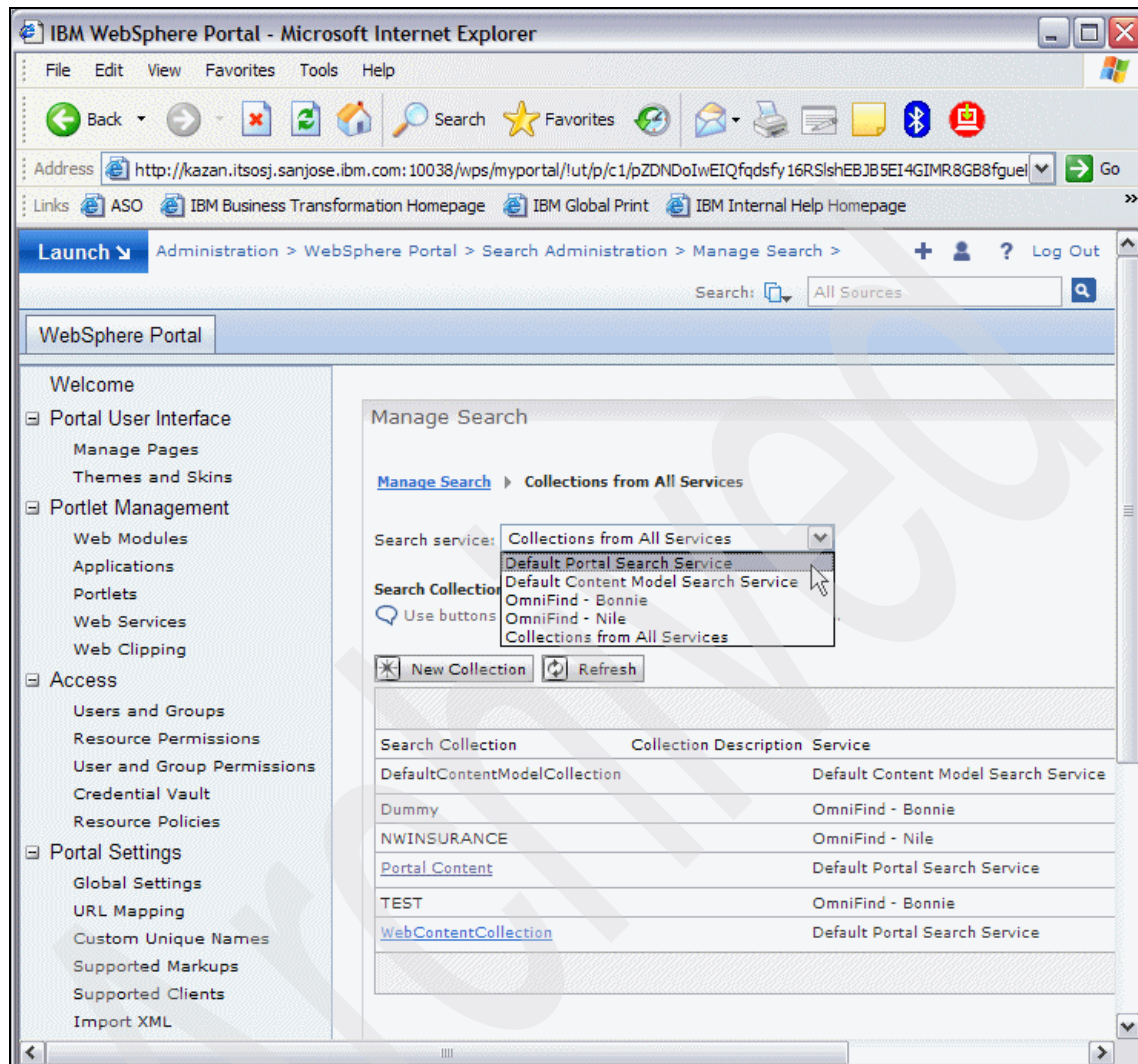 IBM WebSphere Portal - Microsoft Internet Explorer
File Edit View Favorites Tools Help
Back Search Favorites
Address http://kazan.itsosj.sanjose.ibm.com:10038/wps/myportal/!ut/p/c1/pZDNDoIwEIQfqdsfy16RSlshEBJB5EI4GIMR8GB8fguel Go
Links ASO IBM Business Transformation Homepage IBM Global Print IBM Internal Help Homepage »
Launch Administration > WebSphere Portal > Search Administration > Manage Search > + ? Log Out
Search: All Sources
WebSphere Portal
Welcome
Portal User Interface
Manage Pages
Themes and Skins
Portlet Management
Web Modules
Applications
Portlets
Web Services
Web Clipping
Access
Users and Groups
Resource Permissions
User and Group Permissions
Credential Vault
Resource Policies
Portal Settings
Global Settings
URL Mapping
Custom Unique Names
Supported Markups
Supported Clients
Import XML
Manage Search
Manage Search Collections from All Services
Search service: Collections from All Services
Default Portal Search Service
Default Content Model Search Service
OmniFind - Bonnie
OmniFind - Nile
Collections from All Services
Search Collection
Use buttons
New Collection Refresh
Search Collection Collection Description Service
DefaultContentModelCollection Default Content Model Search Service
Dummy OmniFind - Bonnie
NWINSURANCE OmniFind - Nile
Portal Content Default Portal Search Service
TEST OmniFind - Bonnie
WebContentCollection Default Portal Search Service
Archived